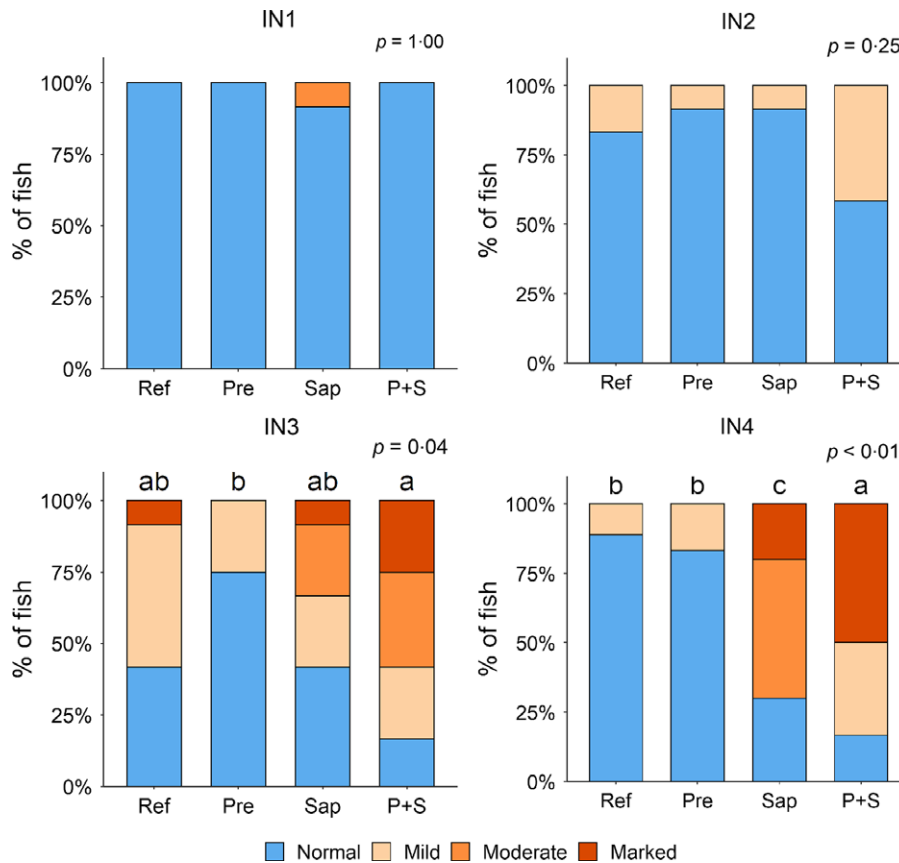 IN1
p = 1·00
% of fish
100%
75%
50%
25%
0%
Ref Pre Sap P+S
IN2
p = 0·25
% of fish
100%
75%
50%
25%
0%
Ref Pre Sap P+S
IN3
p = 0·04
ab b ab a
% of fish
100%
75%
50%
25%
0%
Ref Pre Sap P+S
IN4
p < 0·01
b b c a
% of fish
100%
75%
50%
25%
0%
Ref Pre Sap P+S
Normal Mild Moderate Marked